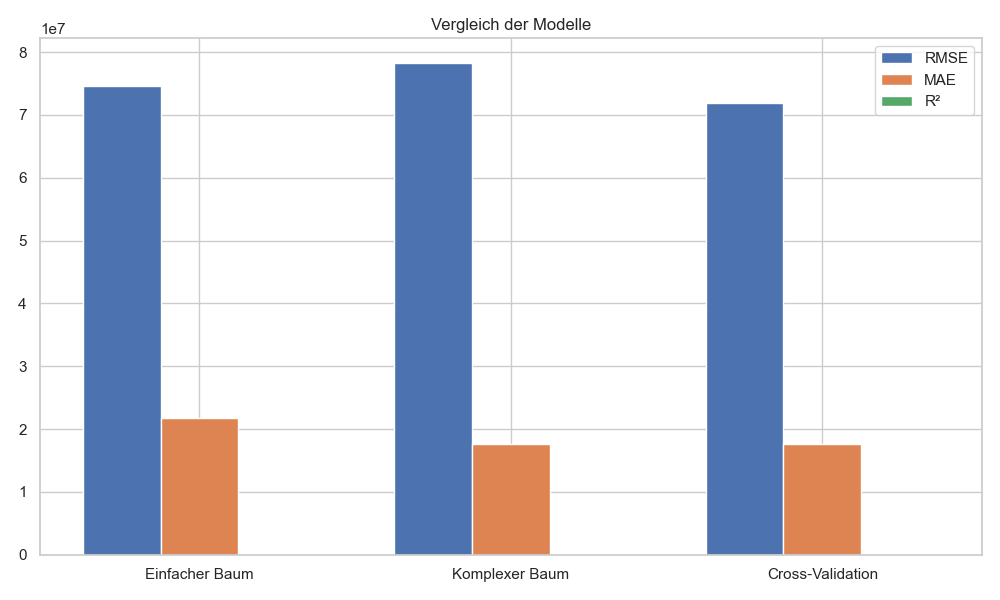 Vergleich der Modelle
1e7
8
7
6
5
4
3
2
1
0
RMSE
MAE
R²
Einfacher Baum
Komplexer Baum
Cross-Validation